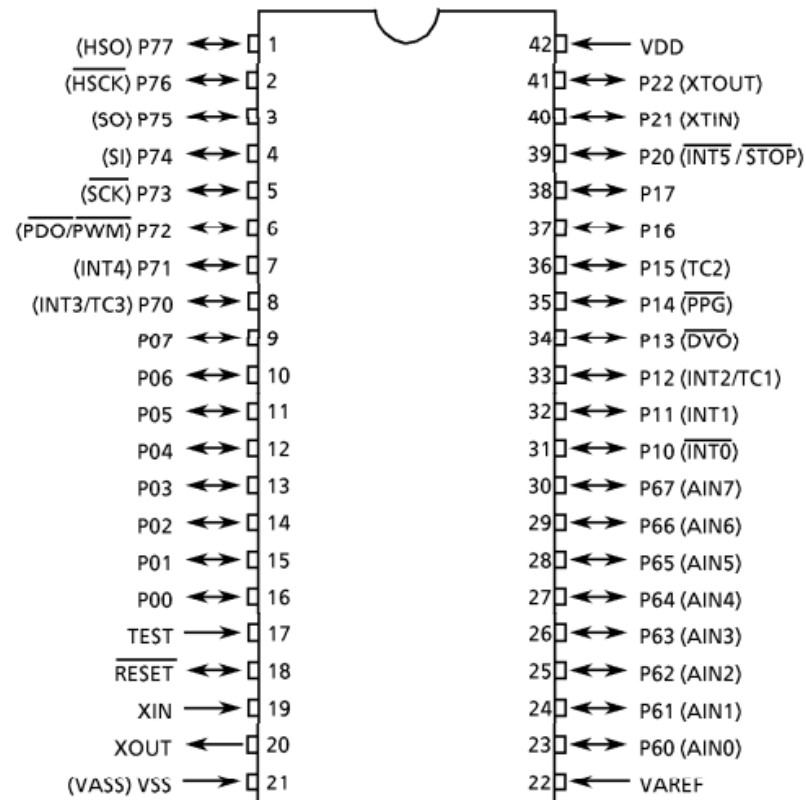 (HSO) P77 1 42 VDD
(HSCK) P76 2 41 P22 (XTOUT)
(SO) P75 3 40 P21 (XTIN)
(SI) P74 4 39 P20 (INT5/STOP)
(SCK) P73 5 38 P17
(PDO/PWM) P72 6 37 P16
(INT4) P71 7 36 P15 (TC2)
(INT3/TC3) P70 8 35 P14 (PPG)
P07 9 34 P13 (DVO)
P06 10 33 P12 (INT2/TC1)
P05 11 32 P11 (INT1)
P04 12 31 P10 (INT0)
P03 13 30 P67 (AIN7)
P02 14 29 P66 (AIN6)
P01 15 28 P65 (AIN5)
P00 16 27 P64 (AIN4)
TEST 17 26 P63 (AIN3)
RESET 18 25 P62 (AIN2)
XIN 19 24 P61 (AIN1)
XOUT 20 23 P60 (AIN0)
(VASS) VSS 21 22 VAREF